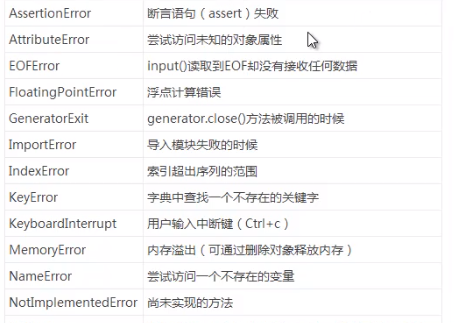 AssertionError 断言语句（assert）失败
AttributeError 尝试访问未知的对象属性
EOFError input()读取到EOF却没有接收任何数据
FloatingPointError 浮点计算错误
GeneratorExit generator.close()方法被调用的时候
ImportError 导入模块失败的时候
IndexError 索引超出序列的范围
KeyError 字典中查找一个不存在的关键字
KeyboardInterrupt 用户输入中断键（Ctrl+c）
MemoryError 内存溢出（可通过删除对象释放内存）
NameError 尝试访问一个不存在的变量
NotImplementedError 尚未实现的方法